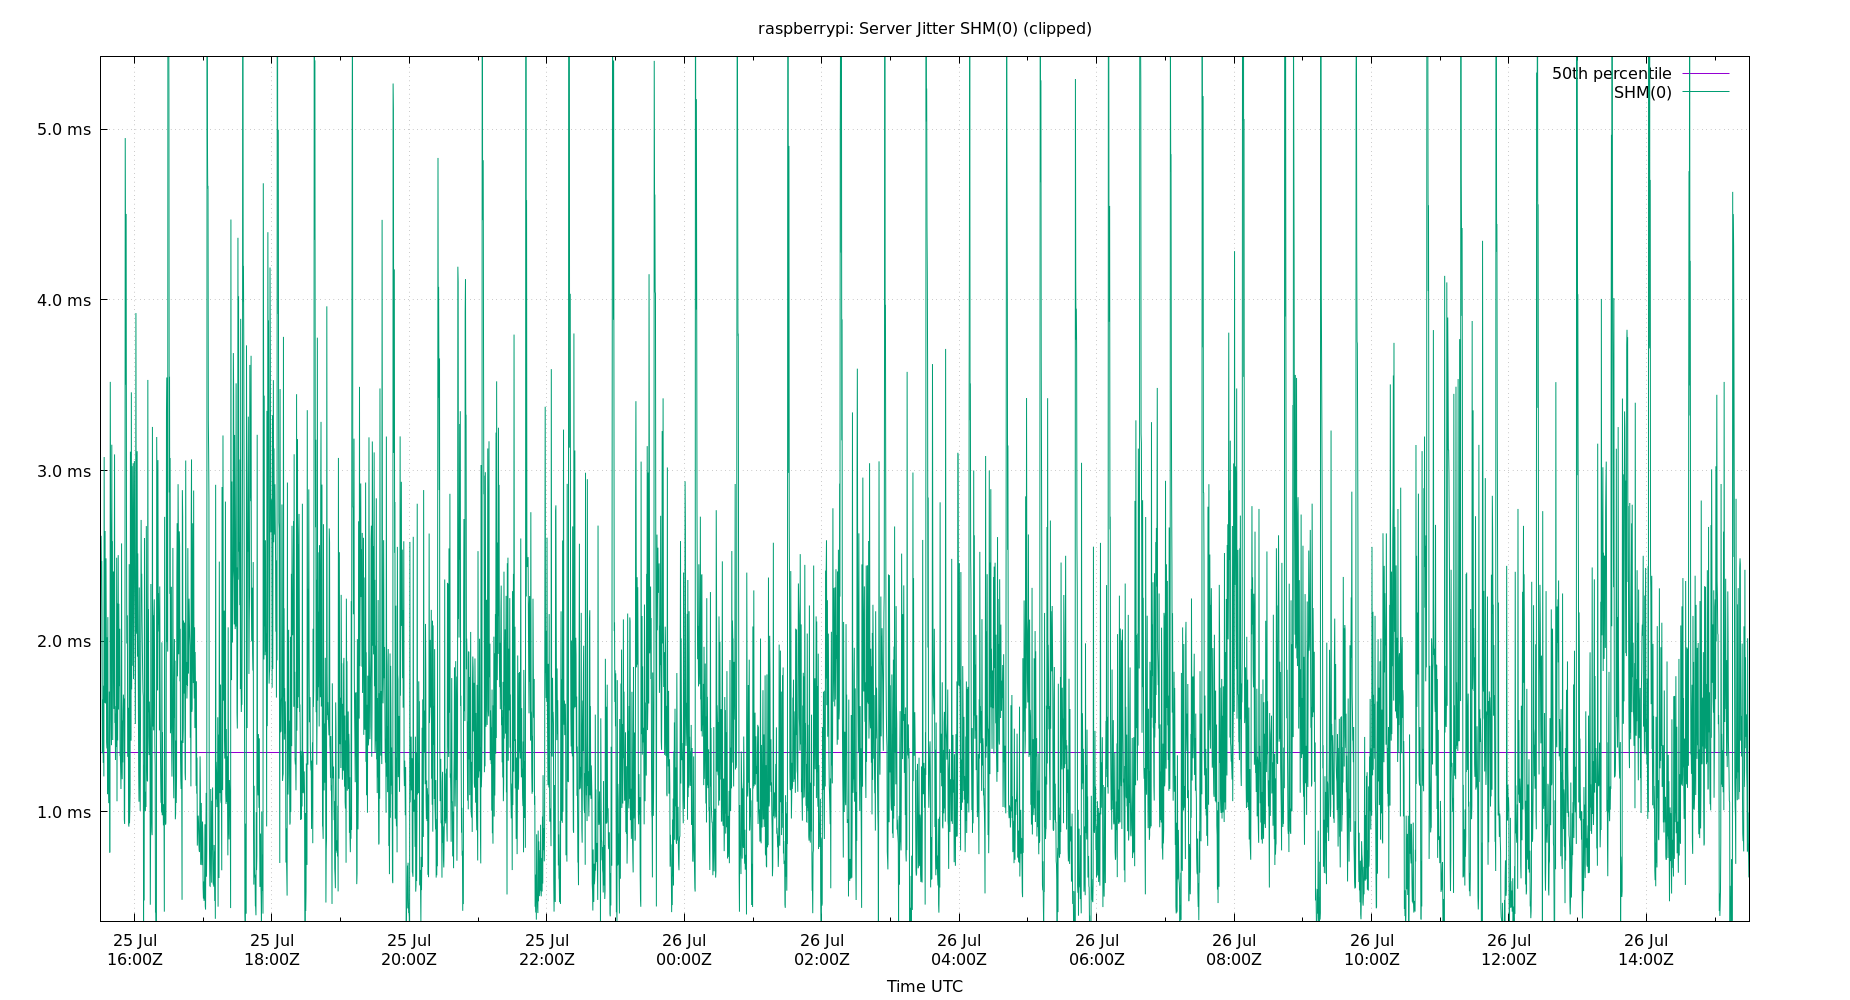 raspberrypi: Server Jitter SHM(0) (clipped)
50th percentile
SHM(0)
5.0 ms
4.0 ms
3.0 ms
2.0 ms
1.0 ms
25 Jul 25 Jul 25 Jul 25 Jul 26 Jul 26 Jul 26 Jul 26 Jul 26 Jul 26 Jul 26 Jul 26 Jul
16:00Z 18:00Z 20:00Z 22:00Z 00:00Z 02:00Z 04:00Z 06:00Z 08:00Z 10:00Z 12:00Z 14:00Z
Time UTC